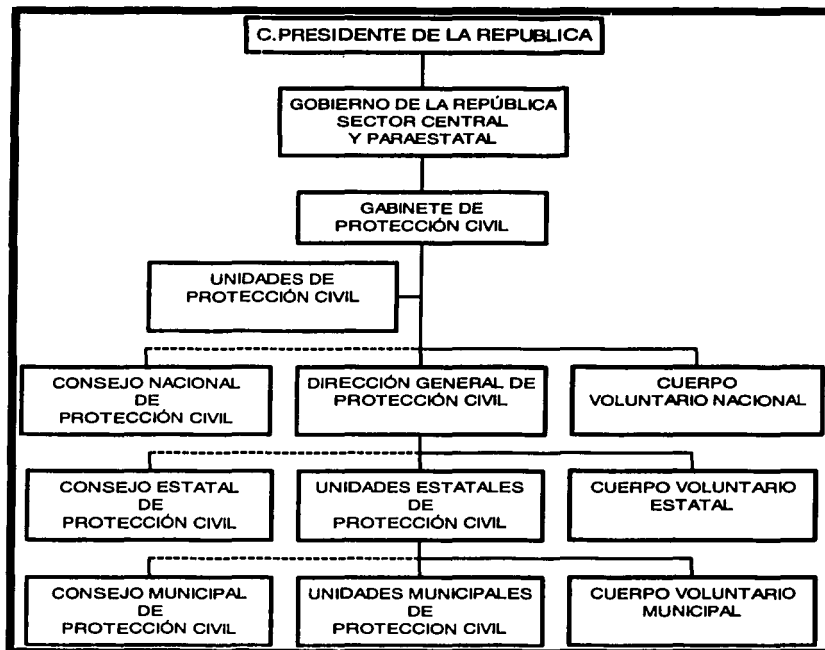 C.PRESIDENTE DE LA REPUBLICA
GOBIERNO DE LA REPÚBLICA
SECTOR CENTRAL
Y PARAESTATAL
GABINETE DE
PROTECCIÓN CIVIL
UNIDADES DE
PROTECCIÓN CIVIL
CONSEJO NACIONAL
DE
PROTECCIÓN CIVIL
DIRECCIÓN GENERAL DE
PROTECCIÓN CIVIL
CUERPO
VOLUNTARIO NACIONAL
CONSEJO ESTATAL
DE
PROTECCIÓN CIVIL
UNIDADES ESTATALES
DE
PROTECCIÓN CIVIL
CUERPO VOLUNTARIO
ESTATAL
CONSEJO MUNICIPAL
DE
PROTECCIÓN CIVIL
UNIDADES MUNICIPALES
DE
PROTECCION CIVIL
CUERPO VOLUNTARIO
MUNICIPAL